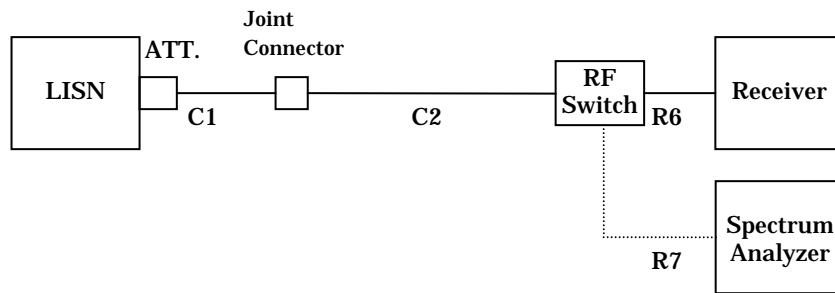 Joint
Connector
ATT.
LISN
C1
C2
RF
Switch
R6
Receiver
Spectrum
Analyzer
R7